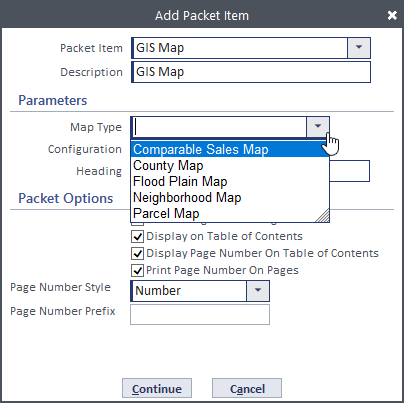 Add Packet Item
Packet Item GIS Map
Description GIS Map
Parameters
Map Type
Configuration
Heading
Comparable Sales Map
County Map
Flood Plain Map
Neighborhood Map
Parcel Map
Packet Options
Display on Table of Contents
Display Page Number On Table of Contents
Print Page Number On Pages
Page Number Style Number
Page Number Prefix
Continue Cancel